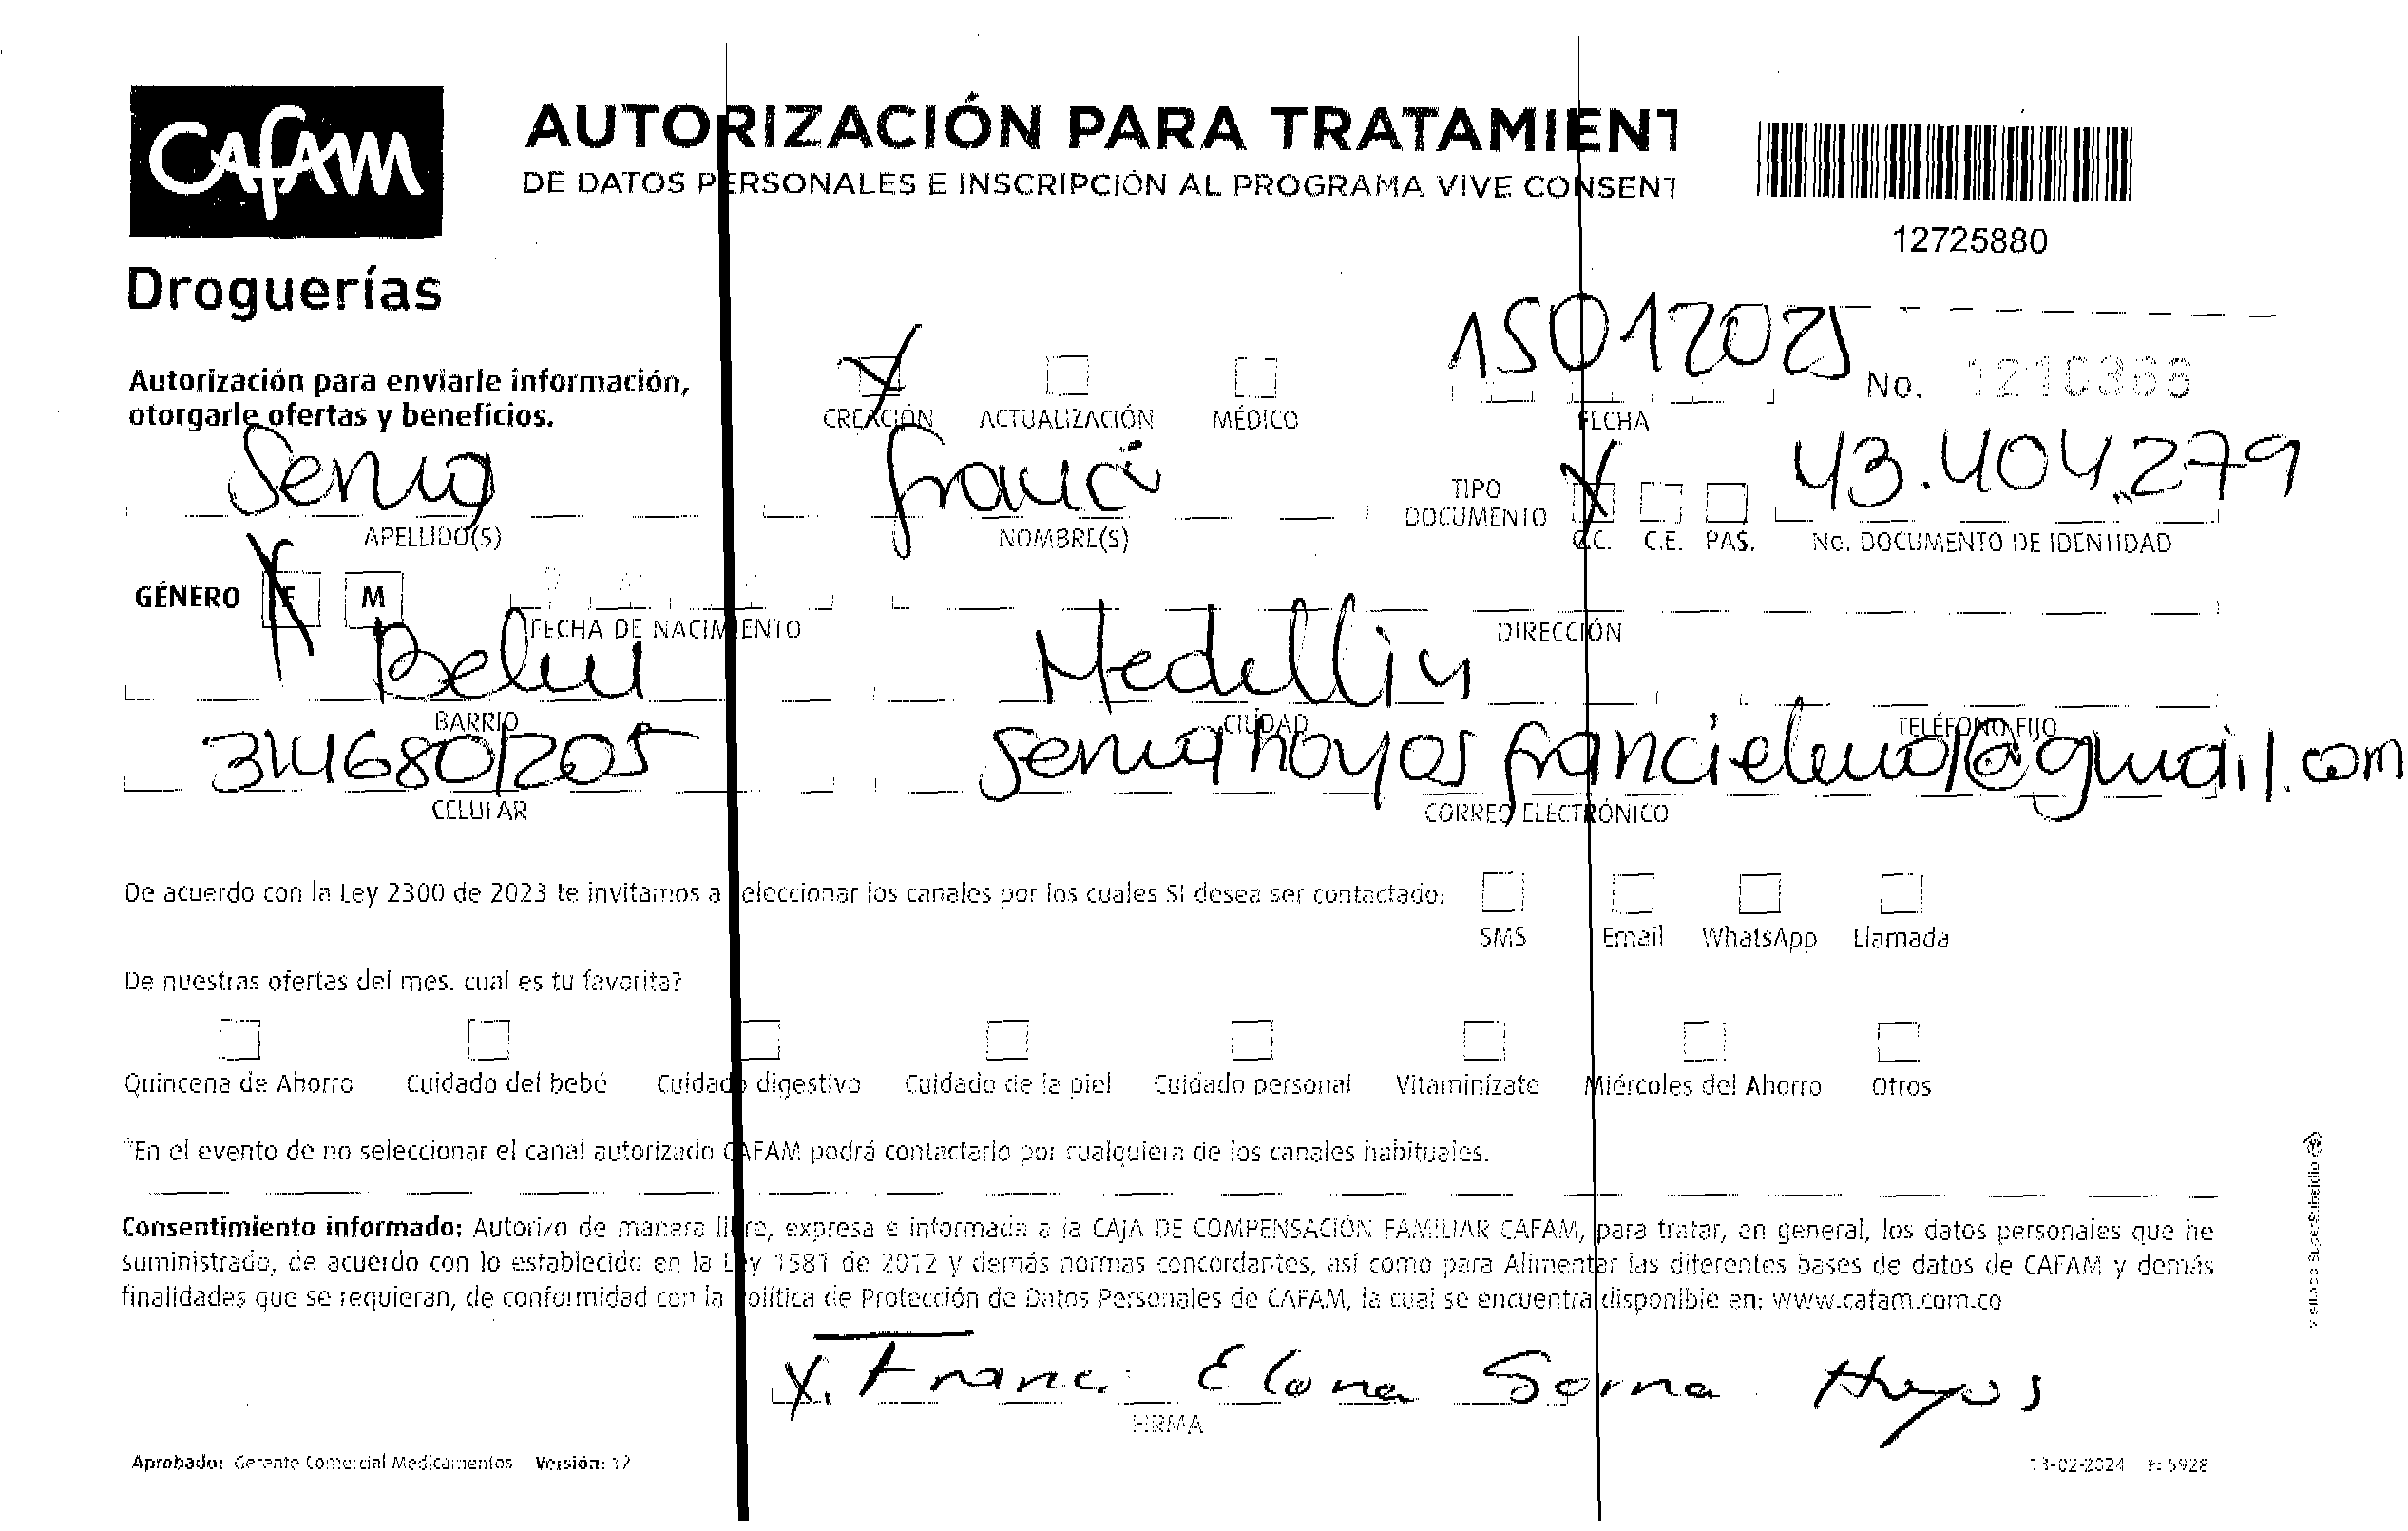 CAFAM
Droguerías
AUTORIZACIÓN PARA TRATAMIENT
DE DATOS PERSONALES E INSCRIPCIÓN AL PROGRAMA VIVE CONSENT
12725880
Autorización para enviarle información,
otorgarle ofertas y beneficios.
X CREACIÓN ACTUALIZACIÓN MÉDICO
15012025
FECHA
No. 1210366
Serna
APELLIDO(S)
Franci
NOMBRE(S)
TIPO
DOCUMENTO
X C.C. C.E. PAS.
43.404.279
No. DOCUMENTO DE IDENTIDAD
GÉNERO X F M
FECHA DE NACIMIENTO
DIRECCIÓN
Belen
BARRIO
Medellin
CIUDAD
TELÉFONO FIJO
3146801205
CELULAR
CORREO ELECTRÓNICO
De acuerdo con la Ley 2300 de 2023 te invitamos a seleccionar los canales por los cuales SI desea ser contactado:
SMS Email WhatsApp Llamada
De nuestras ofertas del mes. cual es tu favorita?
Quincena de Ahorro Cuidado del bebé Cuidado digestivo Cuidado de la piel Cuidado personal Vitaminízate Miércoles del Ahorro Otros
*En el evento de no seleccionar el canal autorizado CAFAM podrá contactarlo por cualquiera de los canales habituales.
Consentimiento informado: Autorizo de manera libre, expresa e informada a la CAJA DE COMPENSACIÓN FAMILIAR CAFAM, para tratar, en general, los datos personales que he
suministrado, de acuerdo con lo establecido en la Ley 1581 de 2012 y demás normas concordantes, así como para Alimentar las diferentes bases de datos de CAFAM y demás
finalidades que se requieran, de conformidad con la Política de Protección de Datos Personales de CAFAM, la cual se encuentra disponible en: www.cafam.com.co
X. Franci Elena Serna Hoyos
FIRMA
Aprobado: Gerente Comercial Medicamentos Versión: 12
13-02-2024 F: 5928